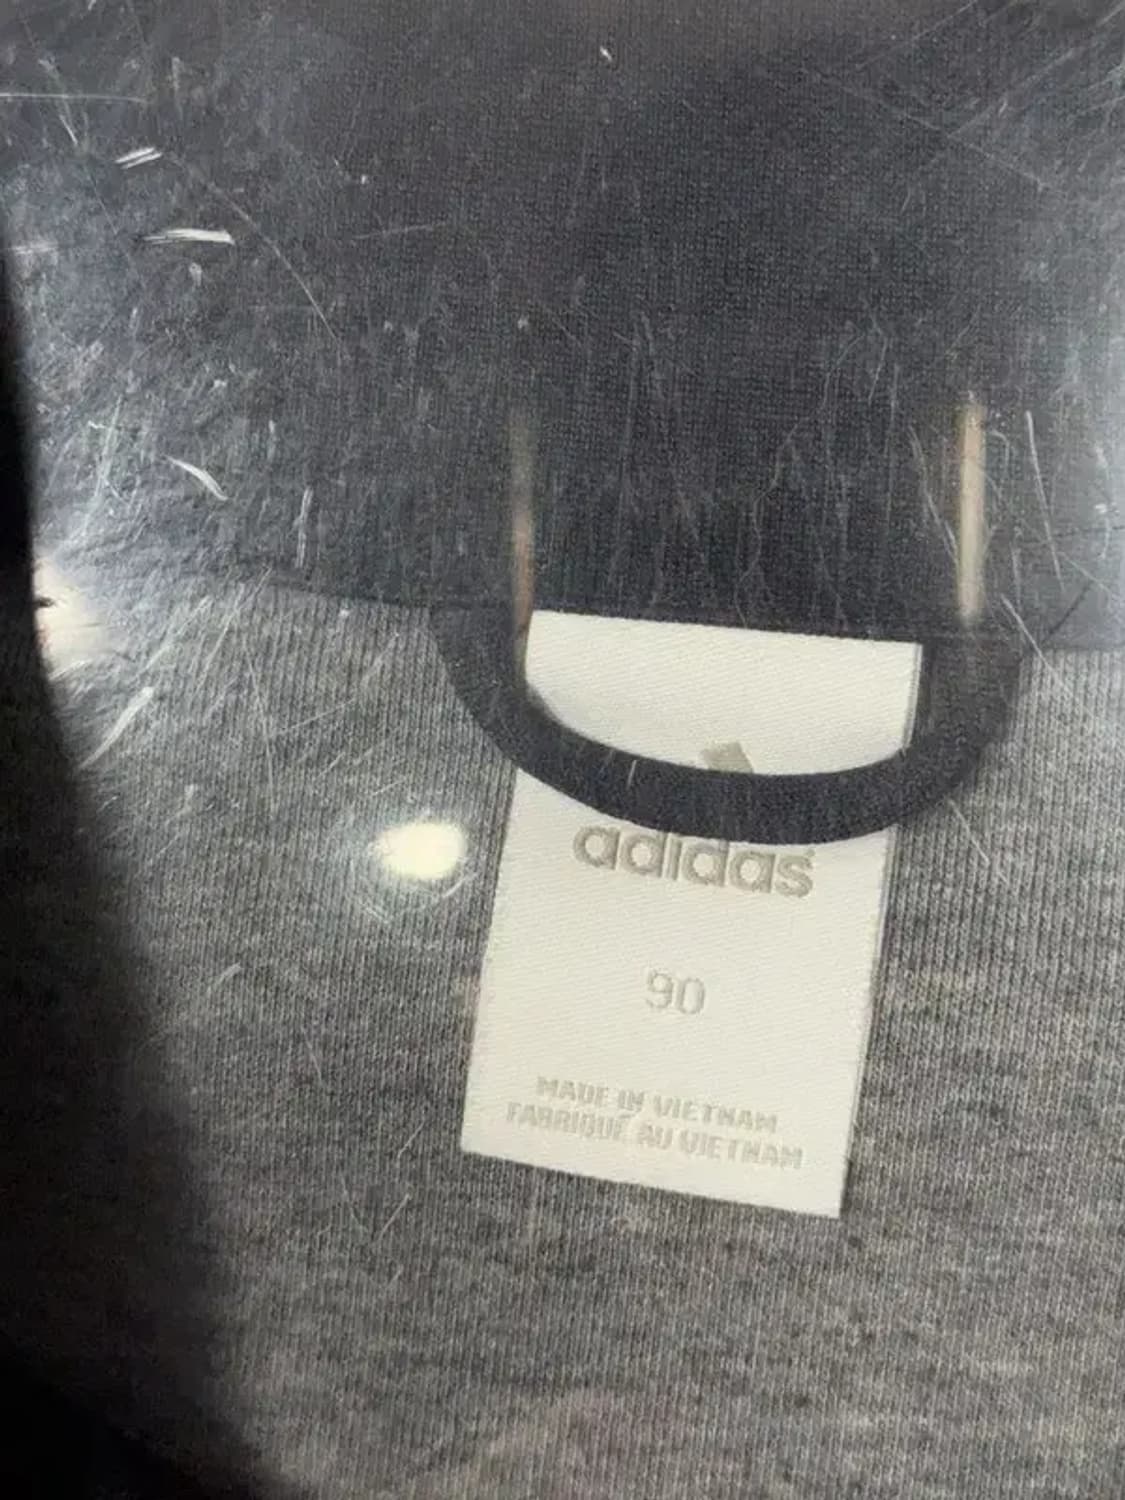 adidas
90
MADE IN VIETNAM
FABRIQUÉ AU VIETNAM